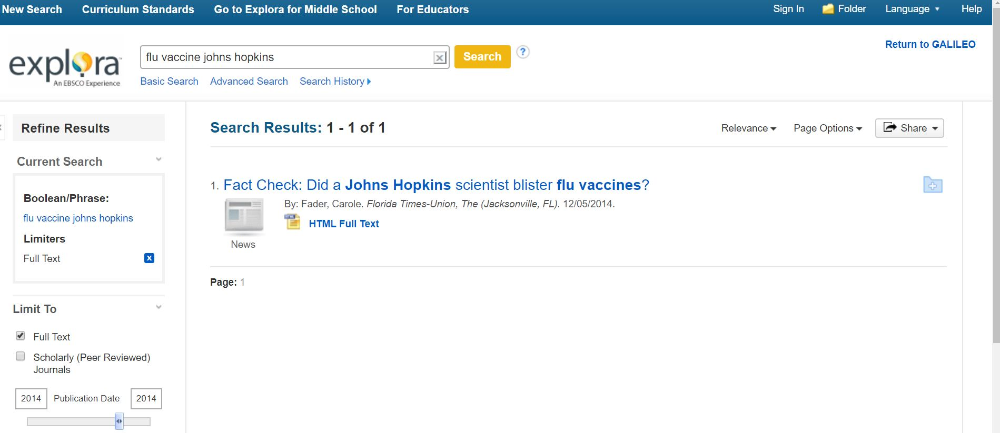 New Search Curriculum Standards Go to Explora for Middle School For Educators Sign In Folder Language Help
Return to GALILEO
explora™
An EBSCO Experience
flu vaccine johns hopkins Search ?
Basic Search Advanced Search Search History
Refine Results
Current Search
Boolean/Phrase:
flu vaccine johns hopkins
Limiters
Full Text x
Limit To
Full Text
Scholarly (Peer Reviewed)
Journals
2014 Publication Date 2014
Search Results: 1 - 1 of 1 Relevance Page Options Share
1. Fact Check: Did a Johns Hopkins scientist blister flu vaccines?
By: Fader, Carole. Florida Times-Union, The (Jacksonville, FL). 12/05/2014.
HTML Full Text
News
Page: 1